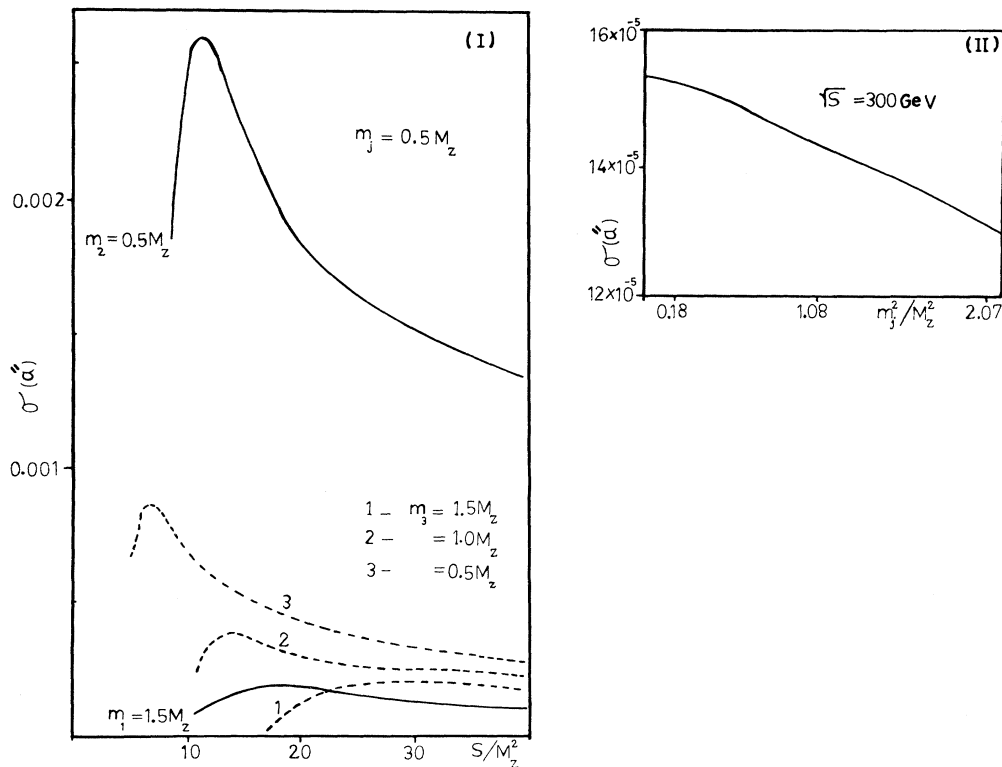 (I)
m_j = 0.5 M_z
0.002
m_2 = 0.5M_z
σ(a″)
0.001
1 – m_3 = 1.5M_z
2 – = 1.0M_z
3 – = 0.5M_z
3
2
1
m_1 = 1.5M_z
10
20
30
S/M_z^2
16×10^-5
(II)
√S = 300 GeV
14×10^-5
σ(a″)
12×10^-5
0.18
1.08
m_j^2/M_z^2
2.07